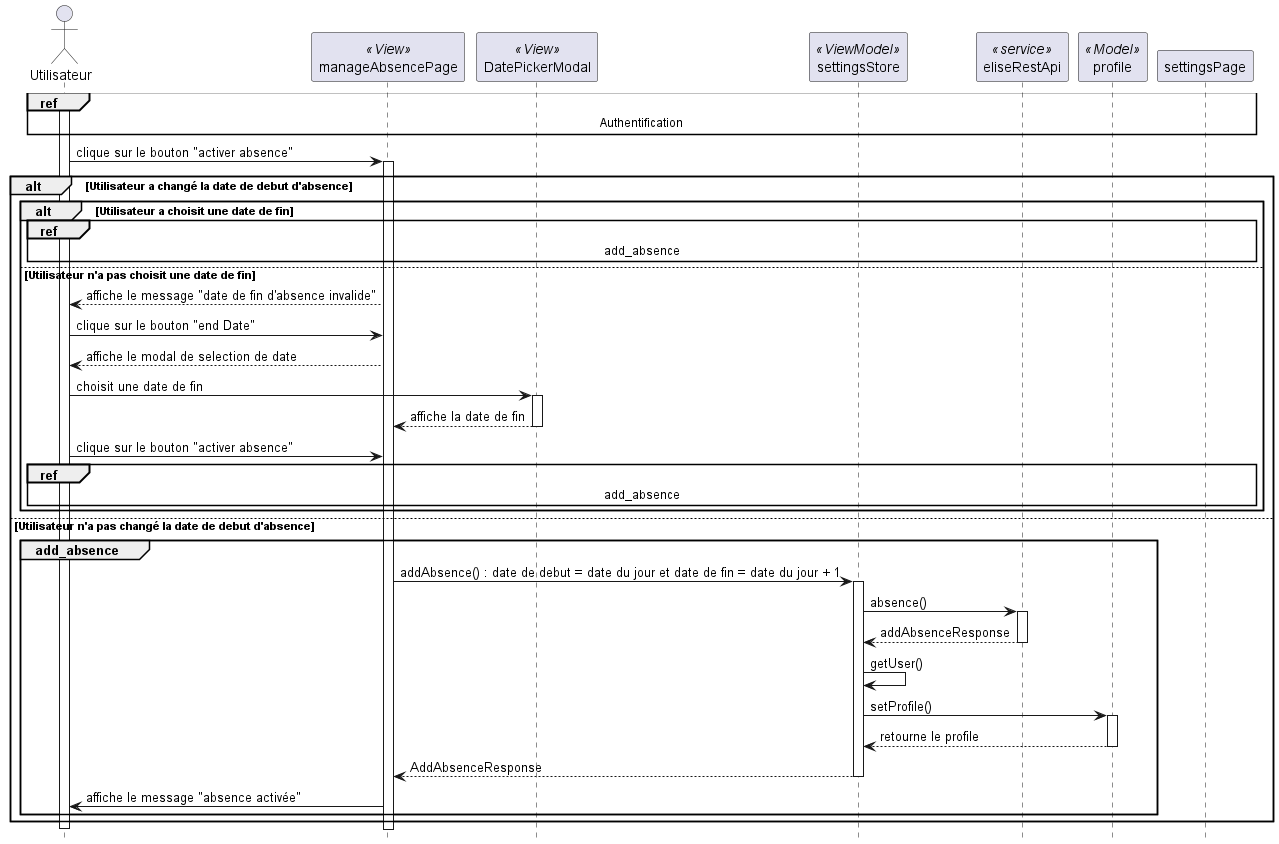 Utilisateur
«View»
manageAbsencePage
«View»
DatePickerModal
«ViewModel»
settingsStore
«service»
eliseRestApi
«Model»
profile
settingsPage
ref
Authentification
clique sur le bouton "activer absence"
alt [Utilisateur a changé la date de debut d'absence]
alt [Utilisateur a choisit une date de fin]
ref
add_absence
[Utilisateur n'a pas choisit une date de fin]
affiche le message "date de fin d'absence invalide"
clique sur le bouton "end Date"
affiche le modal de selection de date
choisit une date de fin
affiche la date de fin
clique sur le bouton "activer absence"
ref
add_absence
[Utilisateur n'a pas changé la date de debut d'absence]
add_absence
addAbsence() : date de debut = date du jour et date de fin = date du jour + 1
absence()
addAbsenceResponse
getUser()
setProfile()
retourne le profile
AddAbsenceResponse
affiche le message "absence activée"